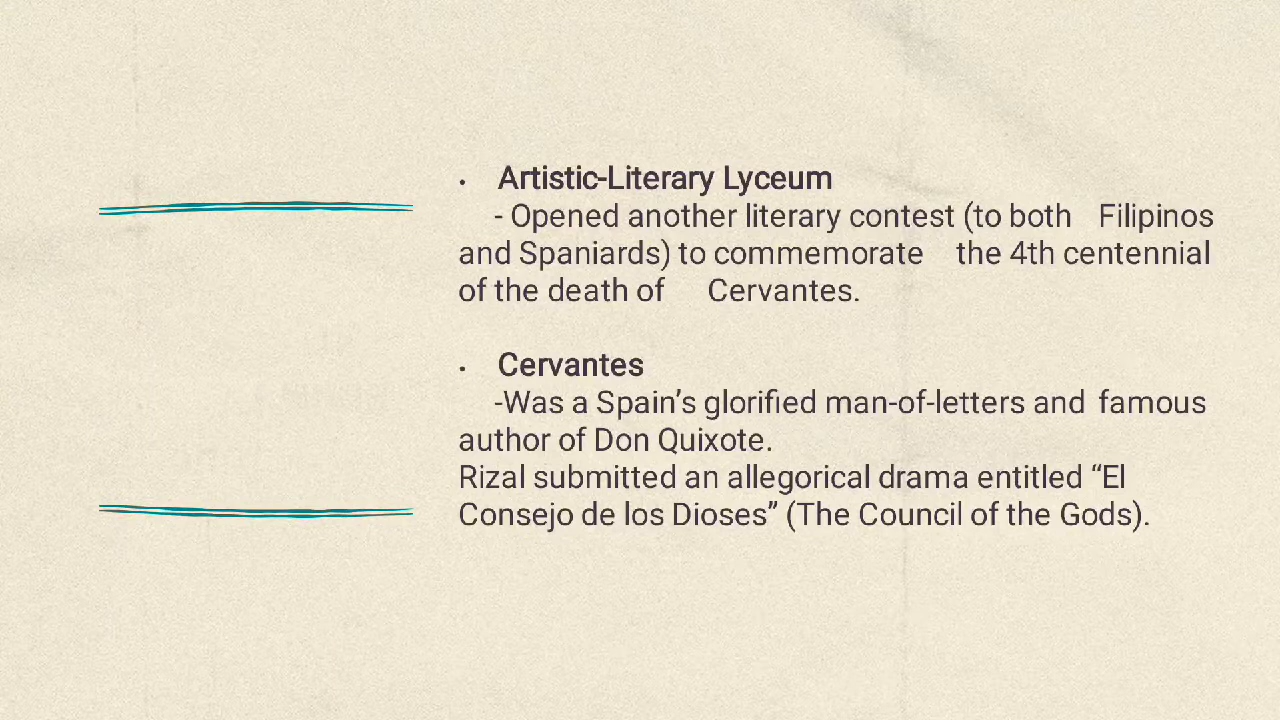 • Artistic-Literary Lyceum
- Opened another literary contest (to both Filipinos
and Spaniards) to commemorate the 4th centennial
of the death of Cervantes.
• Cervantes
-Was a Spain’s glorified man-of-letters and famous
author of Don Quixote.
Rizal submitted an allegorical drama entitled “El
Consejo de los Dioses” (The Council of the Gods).